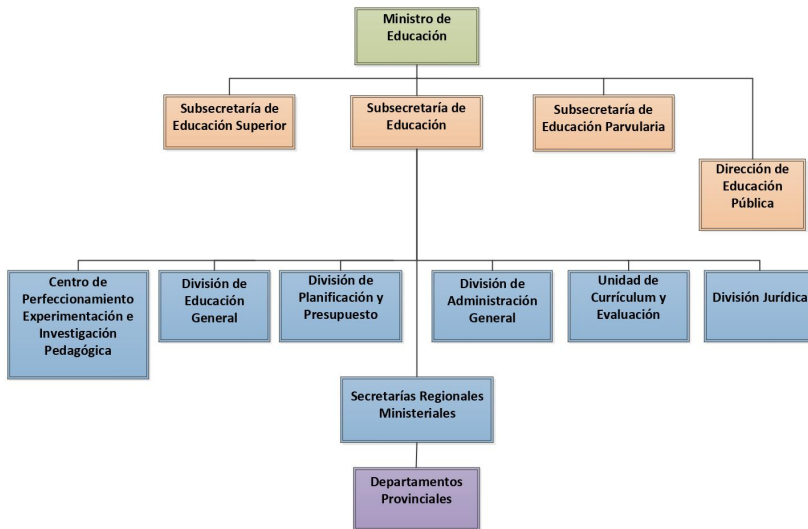 Ministro de
Educación
Subsecretaría de
Educación Superior
Subsecretaría de
Educación
Subsecretaría de
Educación Parvularia
Dirección de
Educación
Pública
Centro de
Perfeccionamiento
Experimentación e
Investigación
Pedagógica
División de
Educación
General
División de
Planificación y
Presupuesto
División de
Administración
General
Unidad de
Currículum y
Evaluación
División Jurídica
Secretarías Regionales
Ministeriales
Departamentos
Provinciales